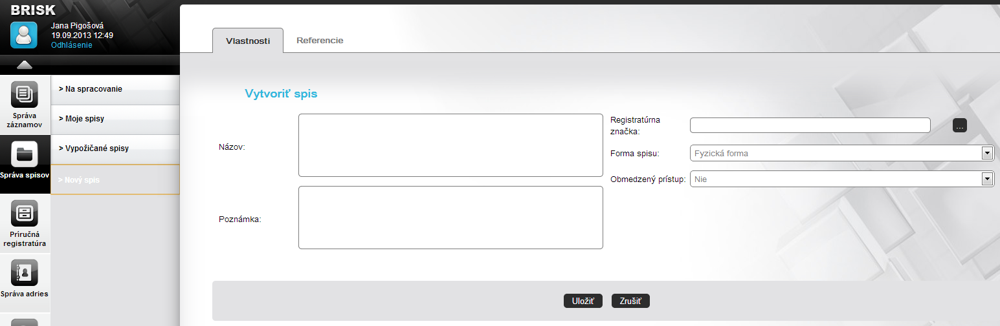 BRISK
Jana Pigošová
19.09.2013 12:49
Odhlásenie
Správa
záznamov
Správa spisov
Príručná
registratúra
Správa adries
> Na spracovanie
> Moje spisy
> Vypožičané spisy
> Nový spis
Vlastnosti
Referencie
Vytvoriť spis
Názov:
Poznámka:
Registratúrna
značka:
...
Forma spisu:
Fyzická forma
Obmedzený prístup:
Nie
Uložiť
Zrušiť